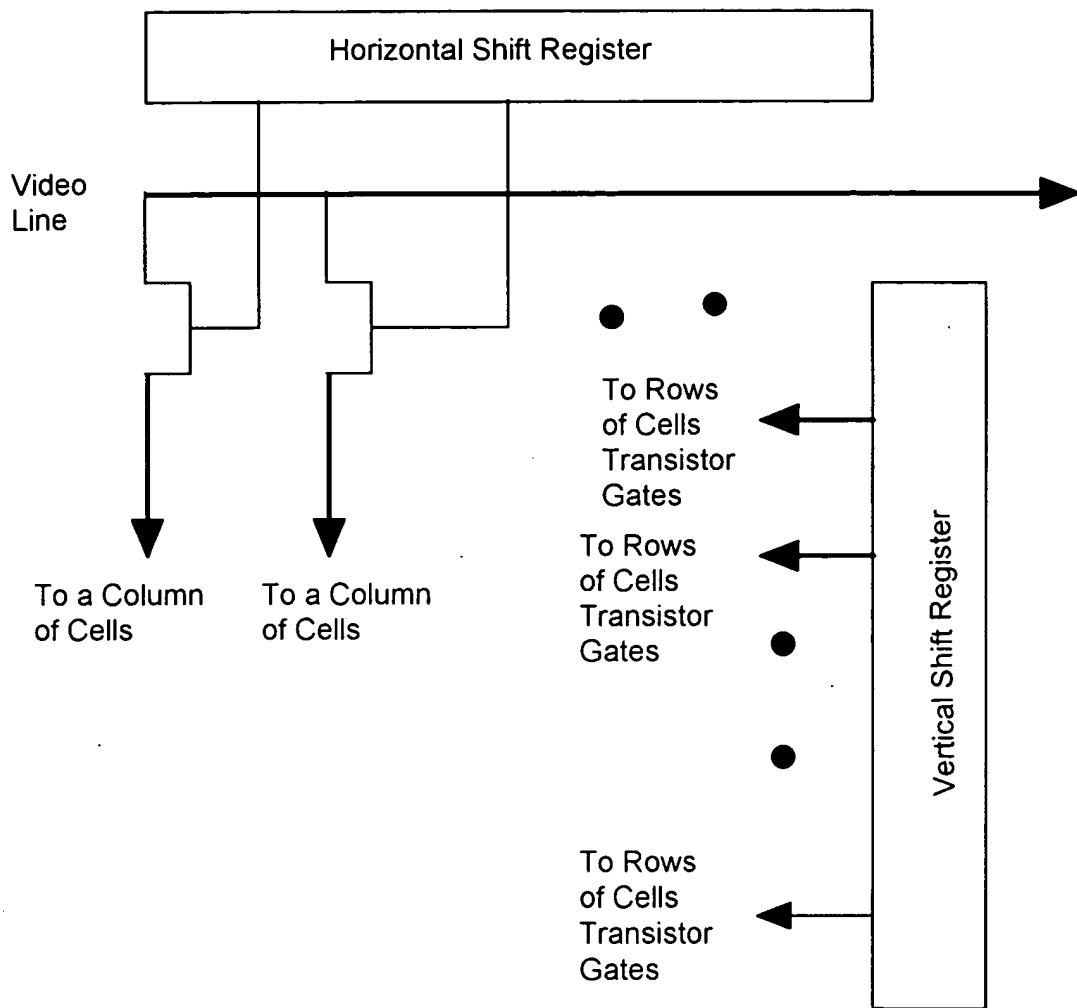 Horizontal Shift Register
Video
Line
To Rows
of Cells
Transistor
Gates
To Rows
of Cells
Transistor
Gates
To a Column
of Cells
To a Column
of Cells
Vertical Shift Register
To Rows
of Cells
Transistor
Gates